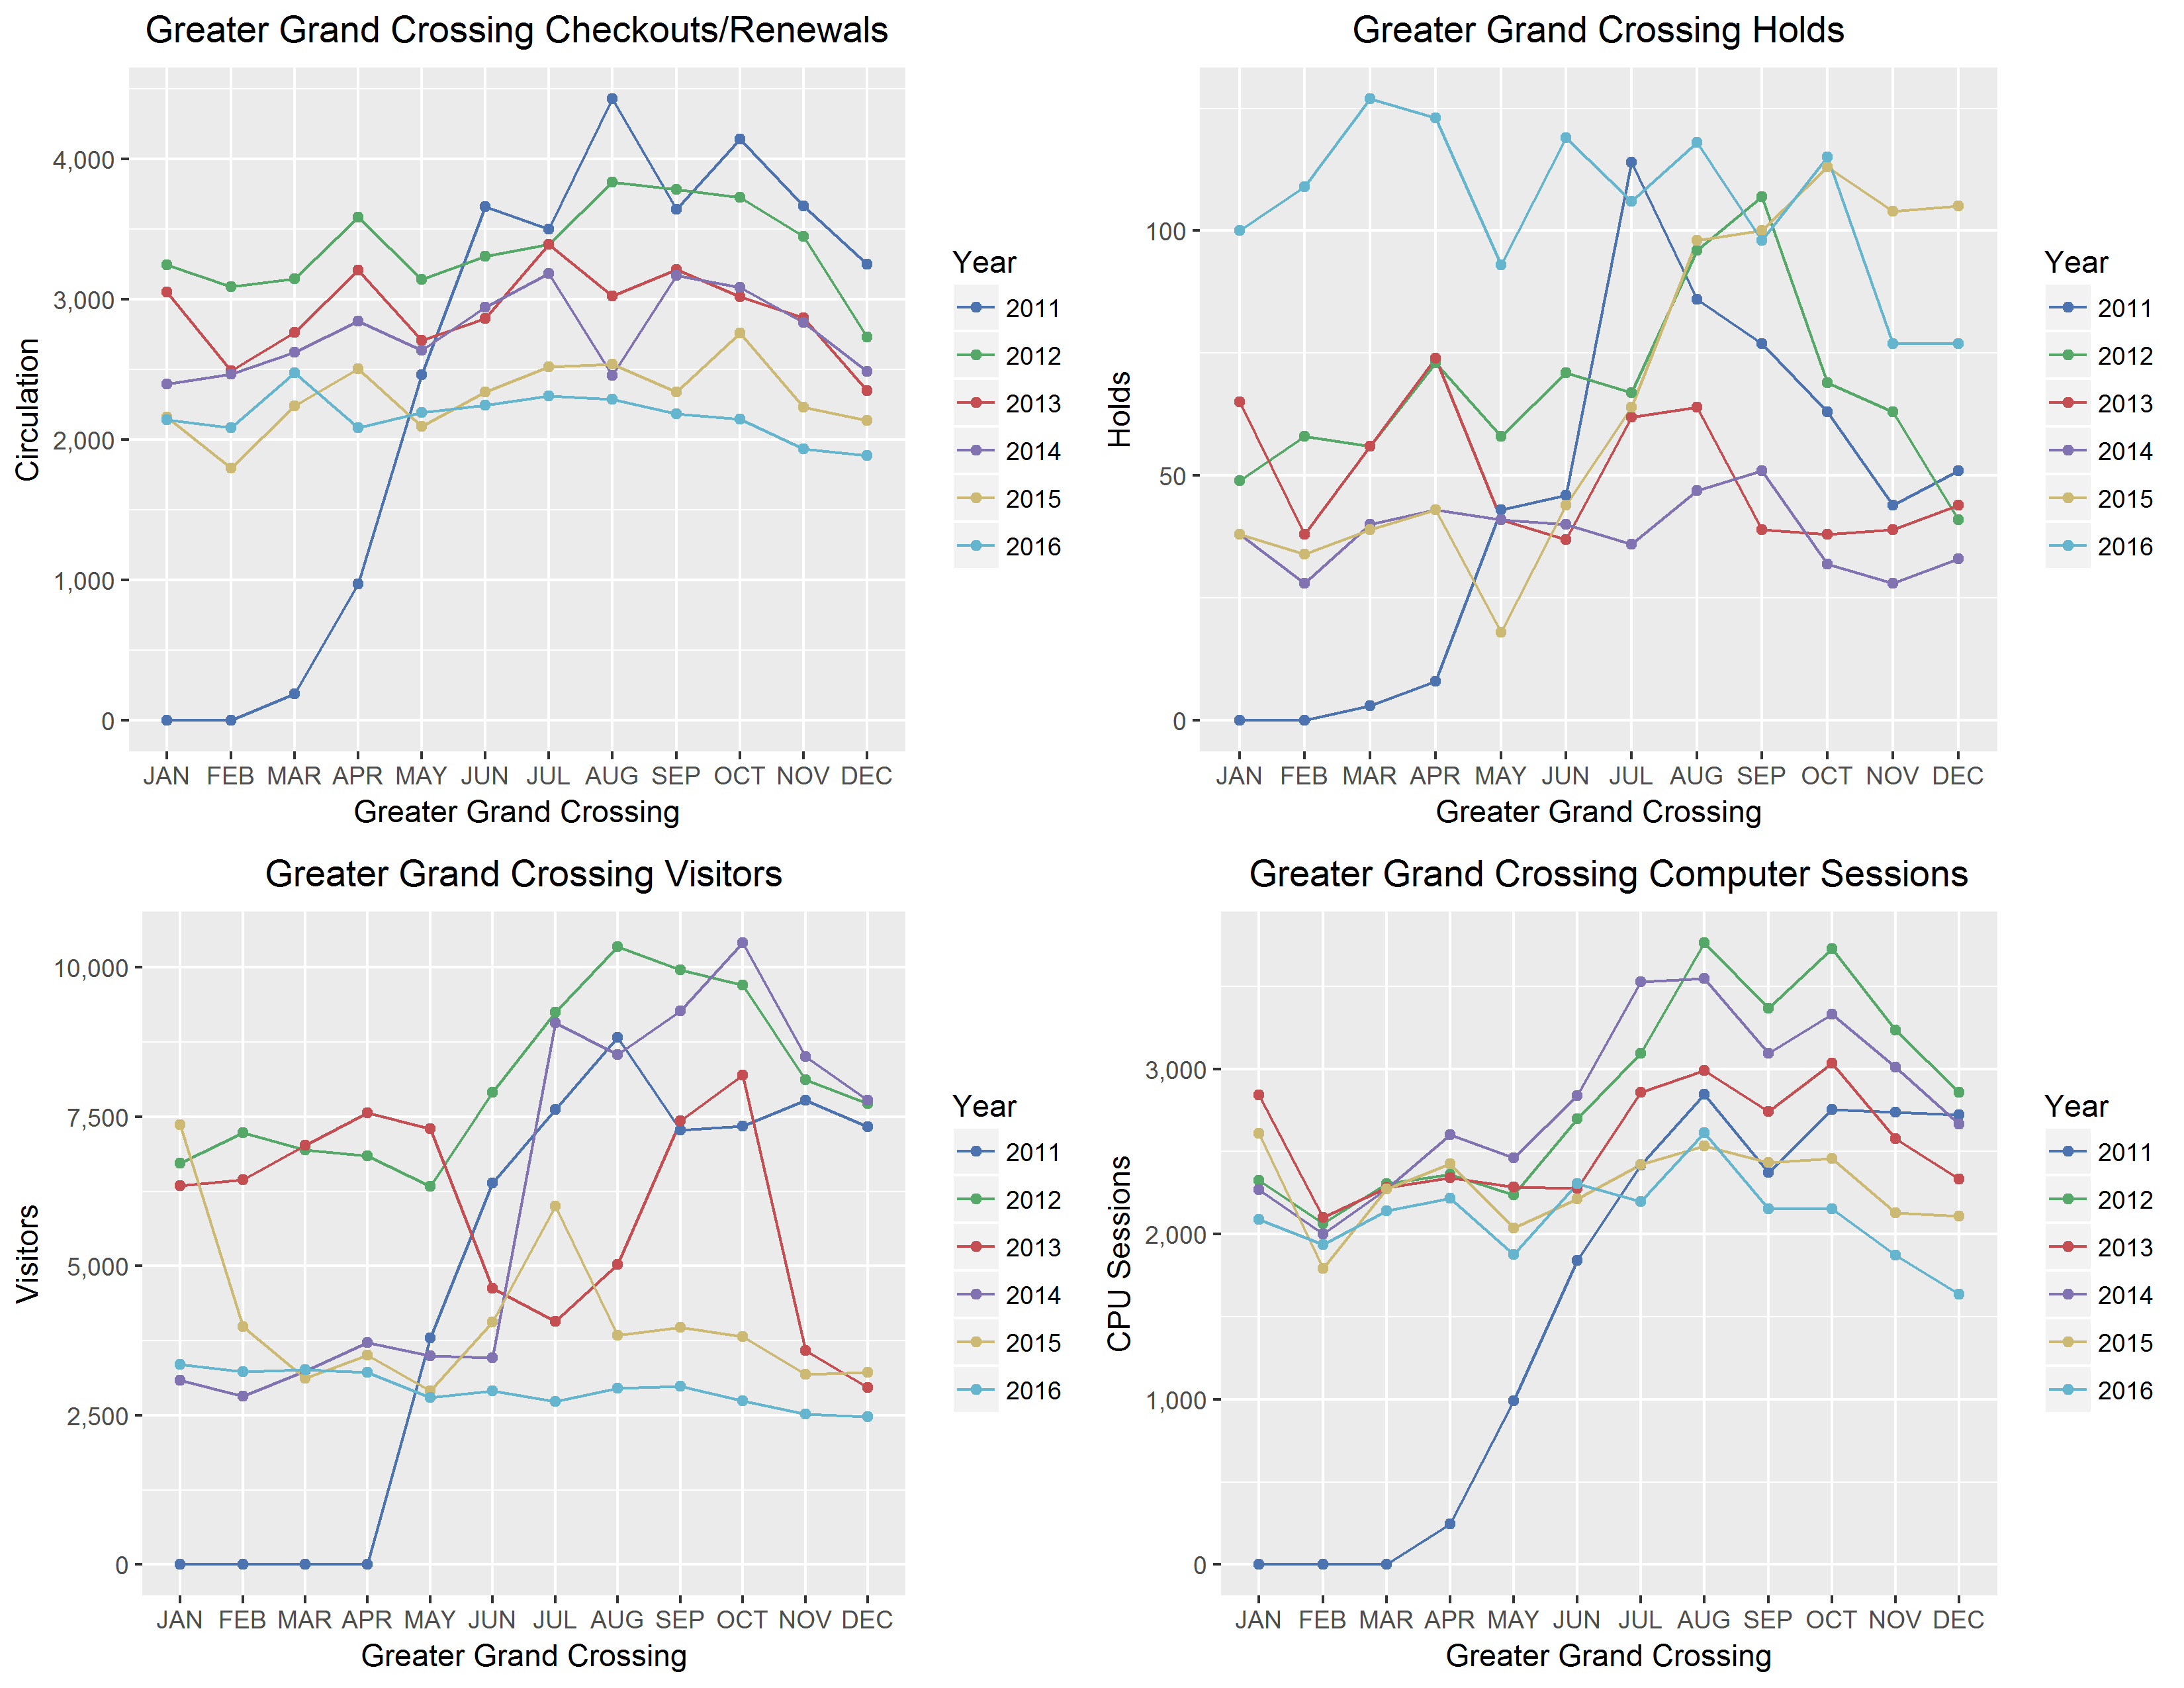 Greater Grand Crossing Checkouts/Renewals
Circulation
4,000
3,000
2,000
1,000
0
JAN FEB MAR APR MAY JUN JUL AUG SEP OCT NOV DEC
Greater Grand Crossing
Year
2011
2012
2013
2014
2015
2016
Greater Grand Crossing Holds
Holds
100
50
0
JAN FEB MAR APR MAY JUN JUL AUG SEP OCT NOV DEC
Greater Grand Crossing
Year
2011
2012
2013
2014
2015
2016
Greater Grand Crossing Visitors
Visitors
10,000
7,500
5,000
2,500
0
JAN FEB MAR APR MAY JUN JUL AUG SEP OCT NOV DEC
Greater Grand Crossing
Year
2011
2012
2013
2014
2015
2016
Greater Grand Crossing Computer Sessions
CPU Sessions
3,000
2,000
1,000
0
JAN FEB MAR APR MAY JUN JUL AUG SEP OCT NOV DEC
Greater Grand Crossing
Year
2011
2012
2013
2014
2015
2016